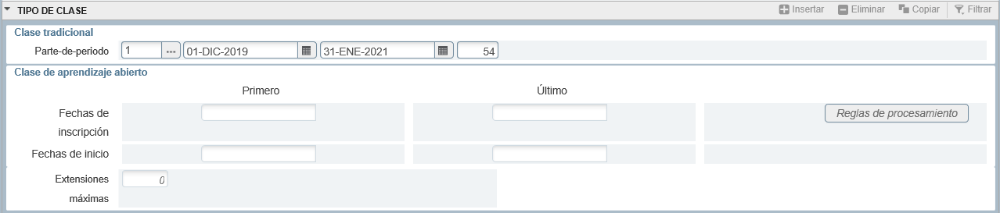 TIPO DE CLASE Insertar Eliminar Copiar Filtrar
Clase tradicional
Parte-de-periodo 1 ... 01-DIC-2019 31-ENE-2021 54
Clase de aprendizaje abierto
Primero Último
Fechas de inscripción Reglas de procesamiento
Fechas de inicio
Extensiones máximas 0